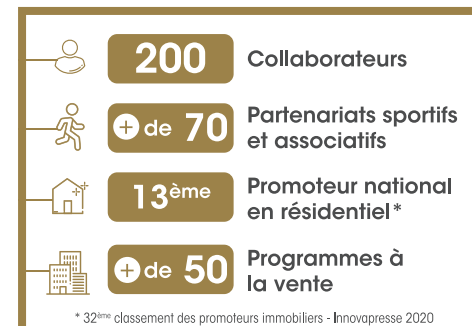 200 Collaborateurs
+ de 70 Partenariats sportifs
et associatifs
13ème Promoteur national
en résidentiel*
+ de 50 Programmes à
la vente
* 32ème classement des promoteurs immobiliers - Innovapresse 2020